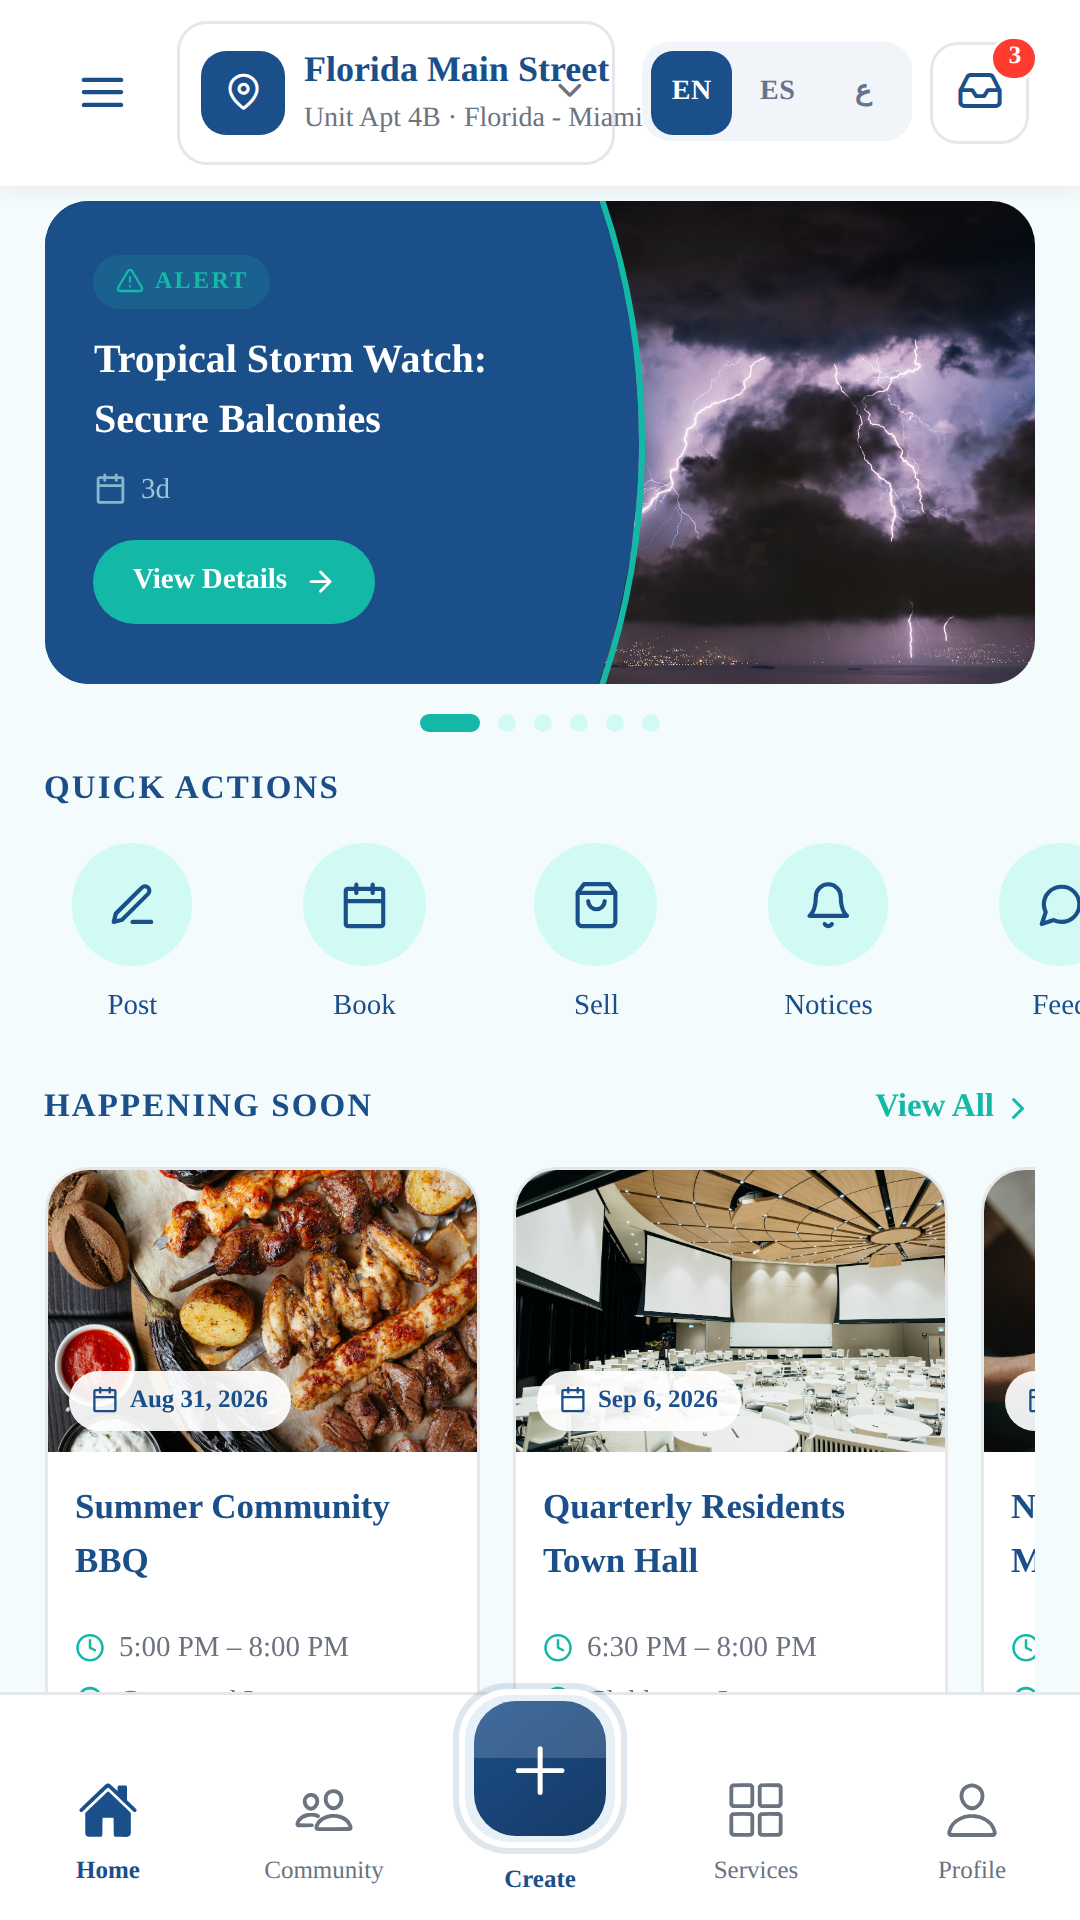 Florida Main Street
Unit Apt 4B · Florida - Miami
EN
ES
ع
3
ALERT
Tropical Storm Watch:
Secure Balconies
3d
View Details
QUICK ACTIONS
Post
Book
Sell
Notices
HAPPENING SOON
View All
Aug 31, 2026
Sep 6, 2026
Summer Community
BBQ
Quarterly Residents
Town Hall
5:00 PM – 8:00 PM
6:30 PM – 8:00 PM
Home
Community
Create
Services
Profile